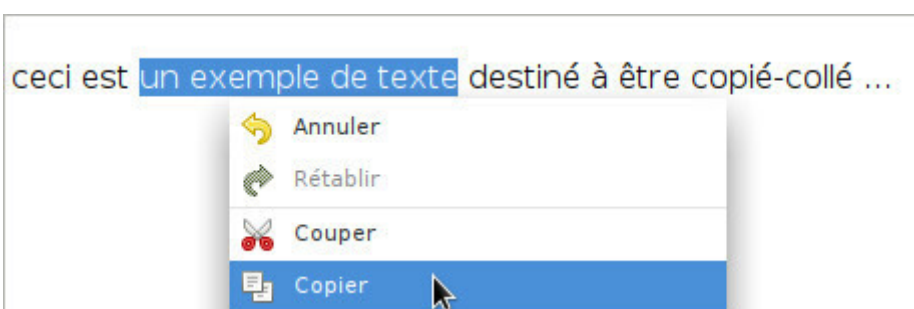 ceci est un exemple de texte destiné à être copié-collé ...
Annuler
Rétablir
Couper
Copier